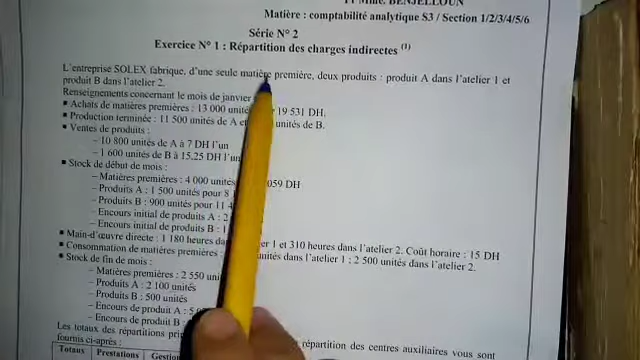 Mme. BENJELLOUN
Matière : comptabilité analytique S3 / Section 1/2/3/4/5/6
Série N° 2
Exercice N° 1 : Répartition des charges indirectes (1)
L'entreprise SOLEX fabrique, d'une seule matière première, deux produits : produit A dans l'atelier 1 et
produit B dans l'atelier 2.
Renseignements concernant le mois de janvier
▪ Achats de matières premières : 13 000 19 531 DH.
▪ Production terminée : 11 500 unités de A et unités de B.
▪ Ventes de produits :
– 10 800 unités de A à 7 DH l'un
– 1 600 unités de B à 15.25 DH l'un
▪ Stock de début de mois :
– Matières premières : 4 000 unités 059 DH
– Produits A : 1 500 unités pour 8
– Produits B : 900 unités pour 11 4
– Encours initial de produits A : 2
– Encours initial de produits B : 1
▪ Main-d'œuvre directe : 1 180 heures 1 et 310 heures dans l'atelier 2. Coût horaire : 15 DH
▪ Consommation de matières premières : dans l'atelier 1 ; 2 500 unités dans l'atelier 2.
▪ Stock de fin de mois :
– Matières premières : 2 550
– Produits A : 2 100 unités
– Produits B : 500 unités
– Encours de produits A :
– Encours de produits B
Les totaux des répartitions répartition des centres auxiliaires vous sont
fournis ci-après :
Totaux Prestations